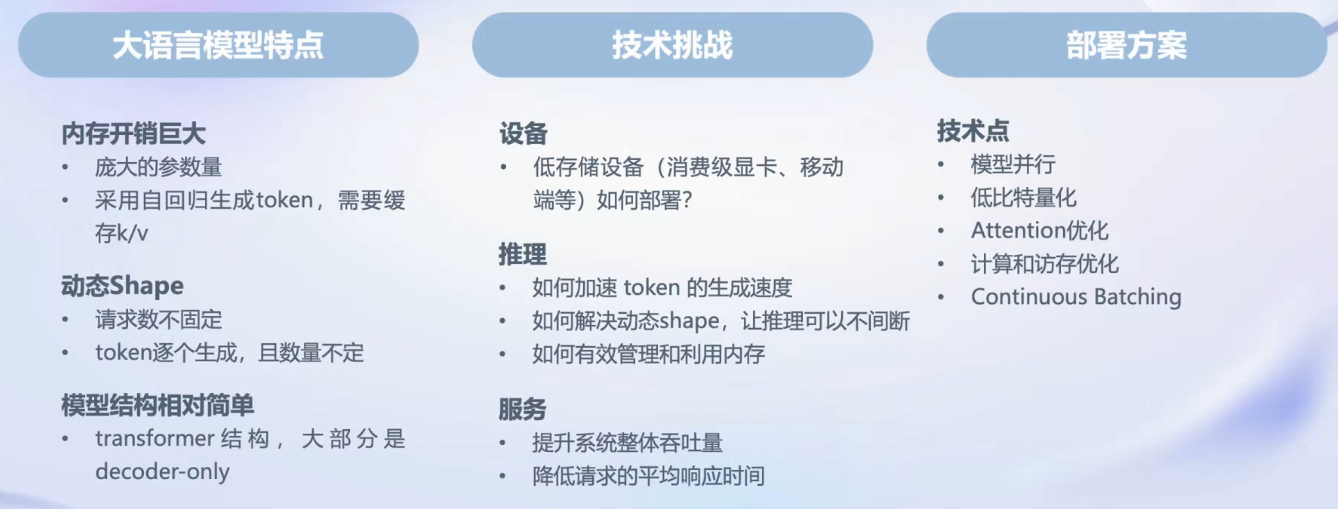 大语言模型特点
内存开销巨大
• 庞大的参数量
• 采用自回归生成token，需要缓
存k/v
动态Shape
• 请求数不固定
• token逐个生成，且数量不定
模型结构相对简单
• transformer结构，大部分是
decoder-only
技术挑战
设备
• 低存储设备（消费级显卡、移动
端等）如何部署？
推理
• 如何加速 token 的生成速度
• 如何解决动态shape，让推理可以不间断
• 如何有效管理和利用内存
服务
• 提升系统整体吞吐量
• 降低请求的平均响应时间
部署方案
技术点
• 模型并行
• 低比特量化
• Attention优化
• 计算和访存优化
• Continuous Batching